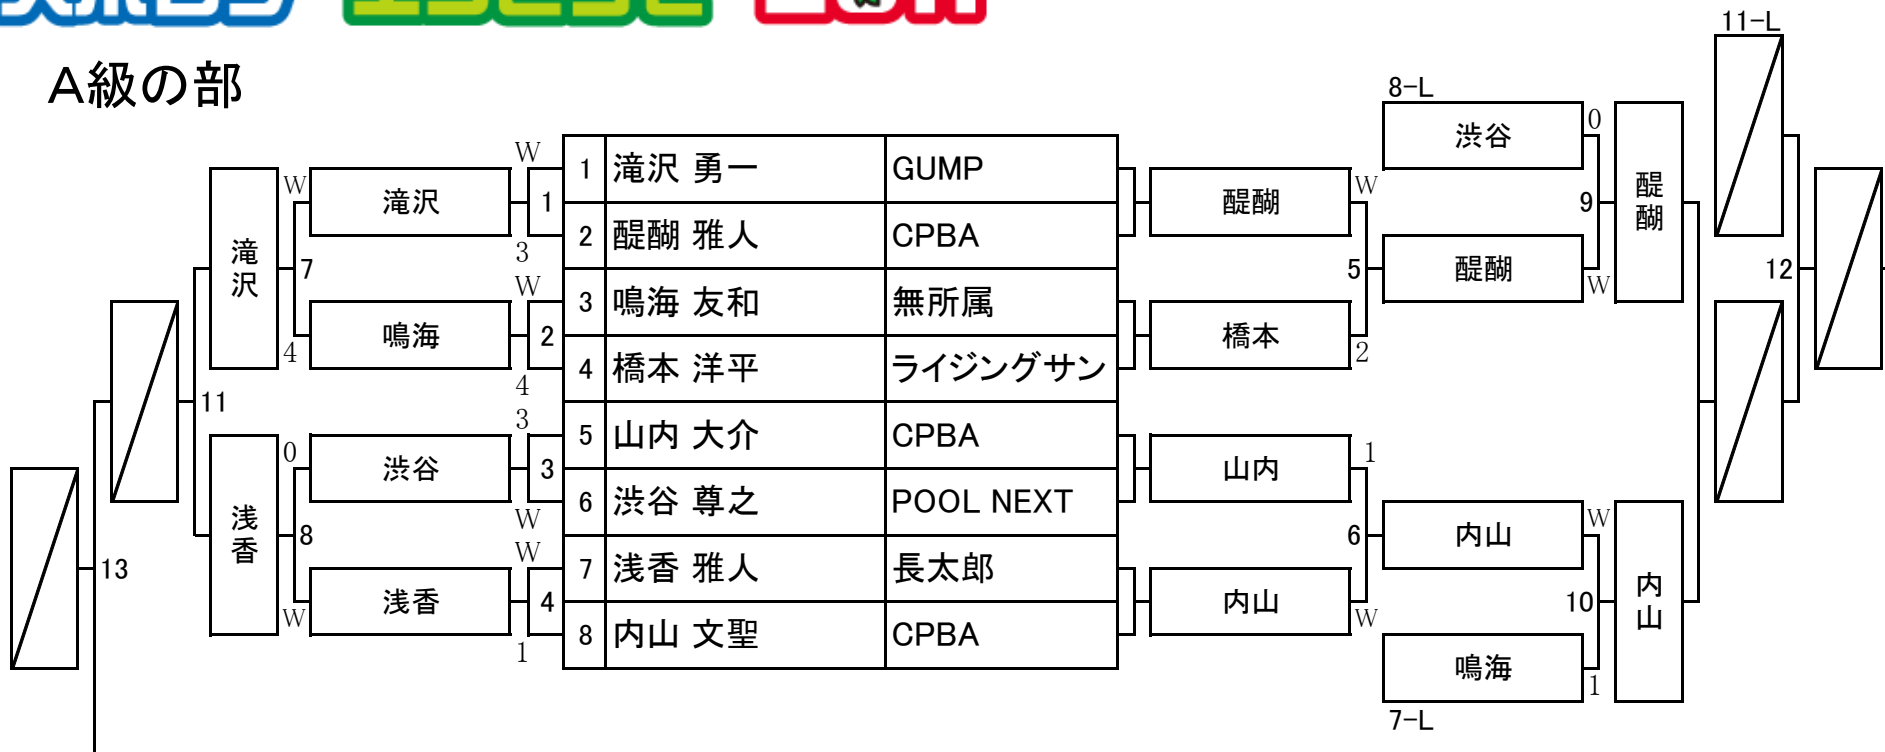 A級の部
11-L
8-L
渋谷 0
9
醍醐 W
醍醐
12
1 滝沢 勇一 GUMP
2 醍醐 雅人 CPBA
3 鳴海 友和 無所属
4 橋本 洋平 ライジングサン
5 山内 大介 CPBA
6 渋谷 尊之 POOL NEXT
7 浅香 雅人 長太郎
8 内山 文聖 CPBA
W
1
3
W
2
4
3
3
W
W
4
1
滝沢 W
7
鳴海 4
滝沢
渋谷 0
8
浅香 W
浅香
11
13
醍醐 W
5
橋本 2
山内 1
6
内山 W
内山 W
10
鳴海 1
7-L
内山